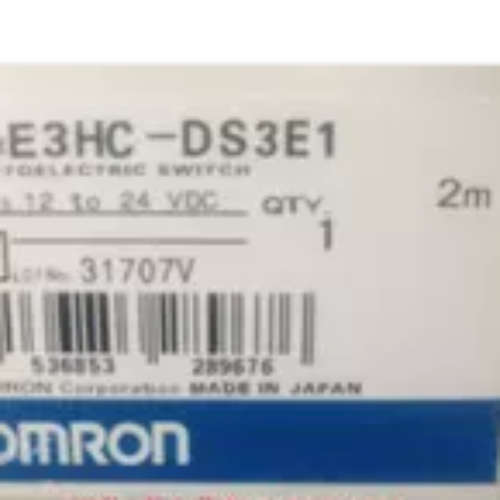 E3HC-DS3E1
TOELECTRIC SWITCH
12 to 24 VDC QTY. 2m
1
LOT No. 31707V
536853 289676
MRON Corporation MADE IN JAPAN
OMRON